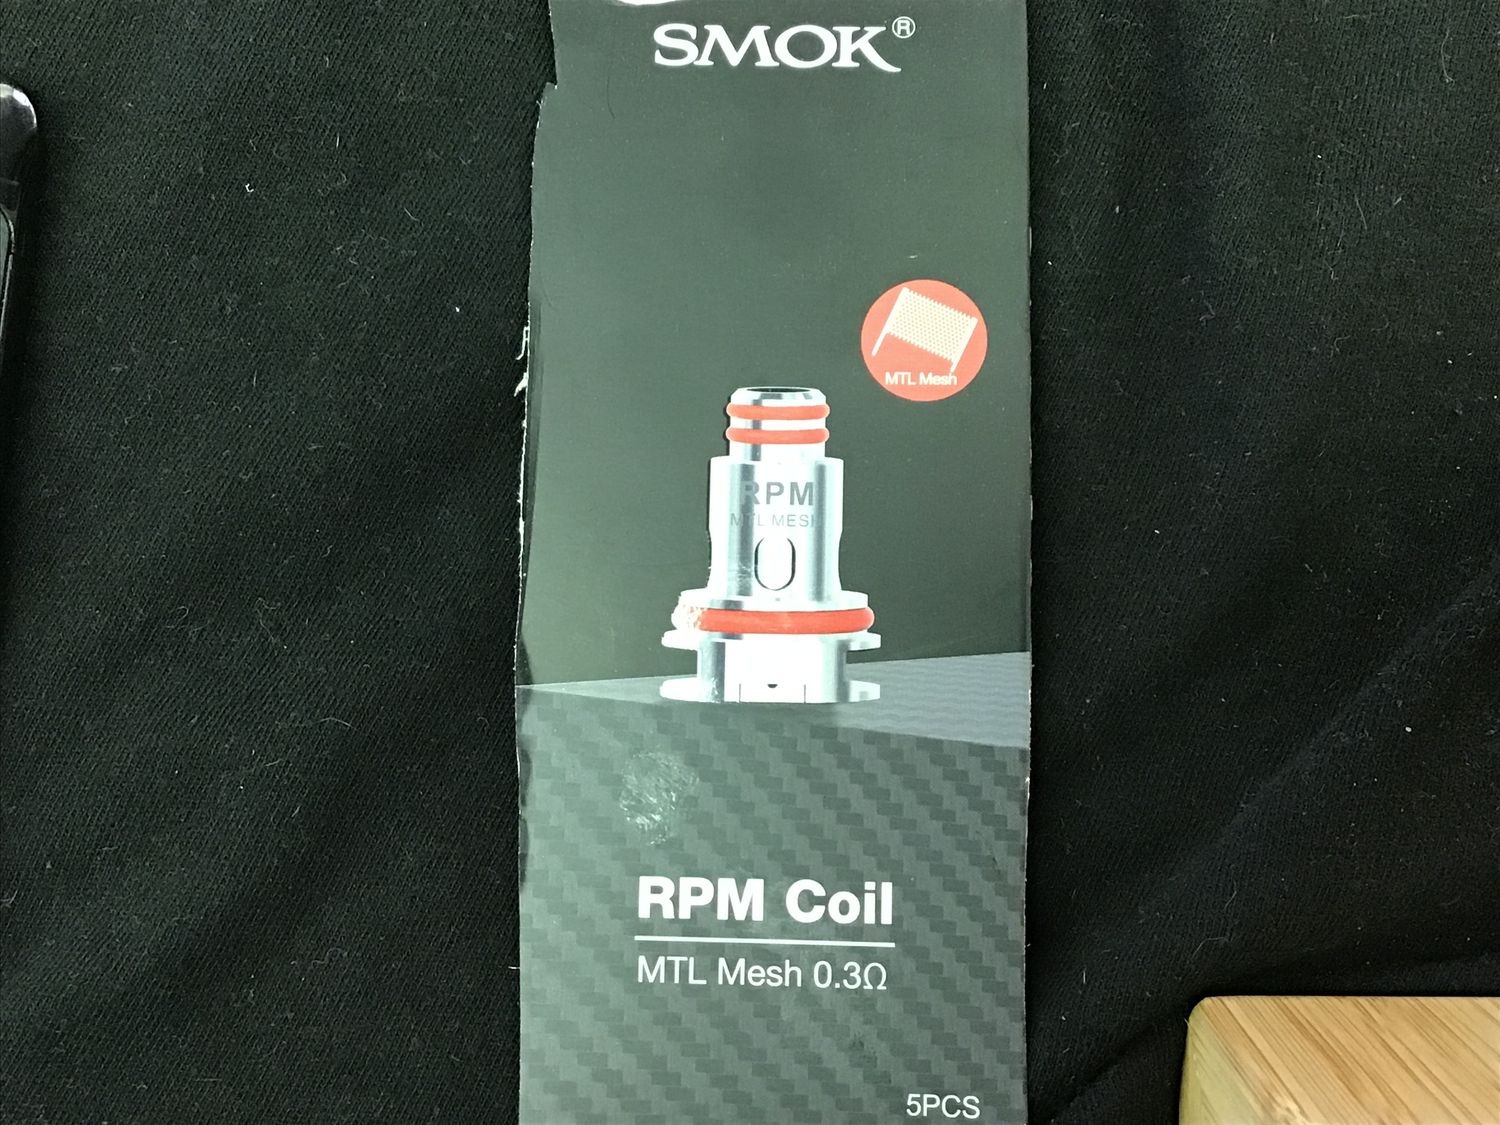 SMOK®
MTL Mesh
RPM
MTL MESH
RPM Coil
MTL Mesh 0.3Ω
5PCS